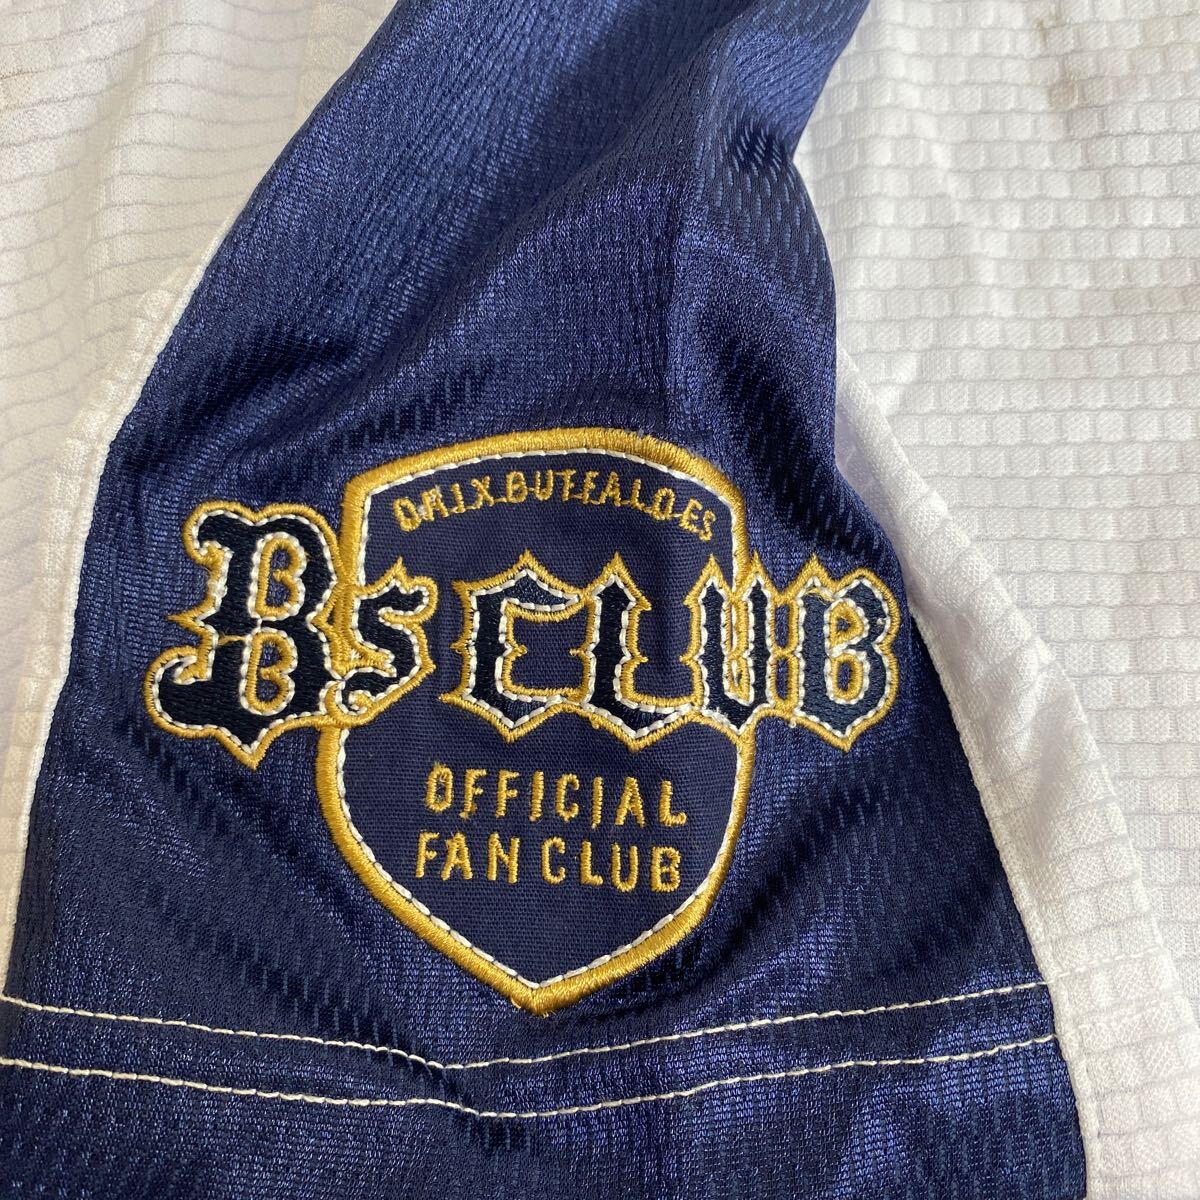 ORIX.BUFFALOES
Bs CLUB
OFFICIAL
FAN CLUB